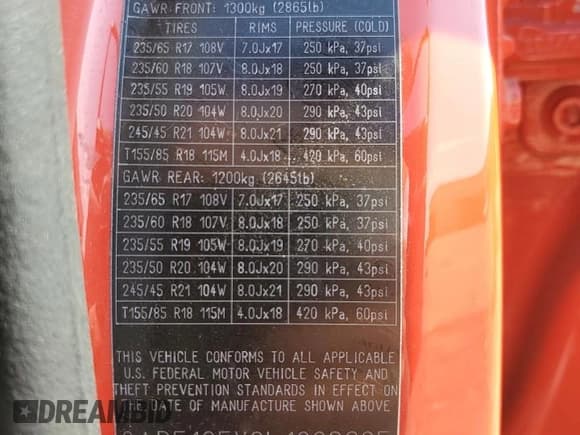 GAWR FRONT: 1300kg (2865lb)
TIRES RIMS PRESSURE (COLD)
235/65 R17 108V 7.0Jx17 250 kPa, 37psi
235/60 R18 107V 8.0Jx18 250 kPa, 37psi
235/55 R19 105W 8.0Jx19 270 kPa, 40psi
235/50 R20 104W 8.0Jx20 290 kPa, 43psi
245/45 R21 104W 8.0Jx21 290 kPa, 43psi
T155/85 R18 115M 4.0Jx18 420 kPa, 60psi
GAWR REAR: 1200kg (2645lb)
235/65 R17 108V 7.0Jx17 250 kPa, 37psi
235/60 R18 107V 8.0Jx18 250 kPa, 37psi
235/55 R19 105W 8.0Jx19 270 kPa, 40psi
235/50 R20 104W 8.0Jx20 290 kPa, 43psi
245/45 R21 104W 8.0Jx21 290 kPa, 43psi
T155/85 R18 115M 4.0Jx18 420 kPa, 60psi
THIS VEHICLE CONFORMS TO ALL APPLICABLE
U.S. FEDERAL MOTOR VEHICLE SAFETY AND
THEFT PREVENTION STANDARDS IN EFFECT ON
THE DATE OF MANUFACTURE SHOWN ABOVE
DREAMBID